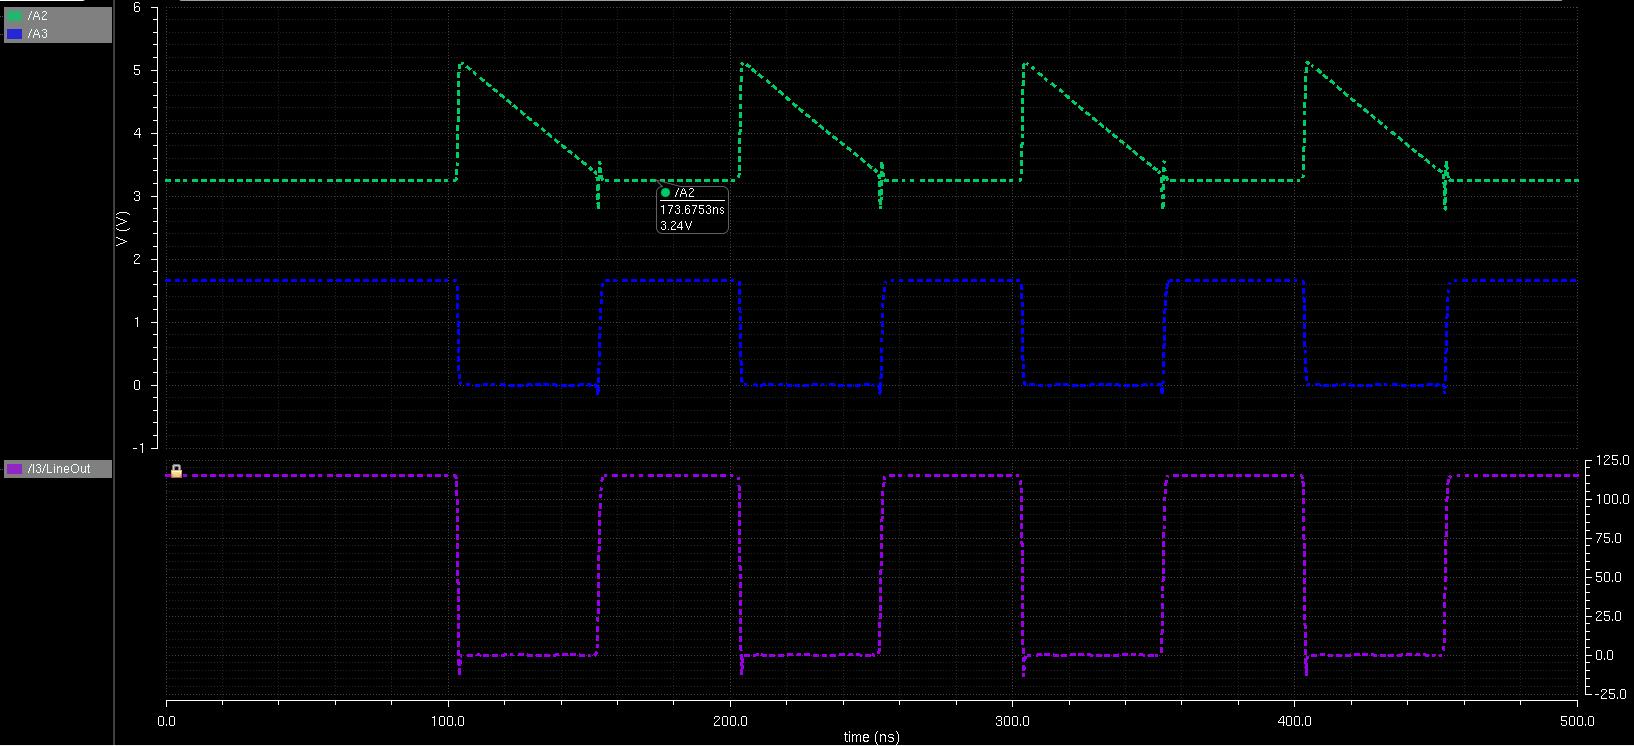 /A2
/A3
6
5
4
3
2
1
0
-1
V (V)
/A2
173.6753ns
3.24V
/I3/LineOut
125.0
100.0
75.0
50.0
25.0
0.0
-25.0
0.0 100.0 200.0 300.0 400.0 500.0
time (ns)